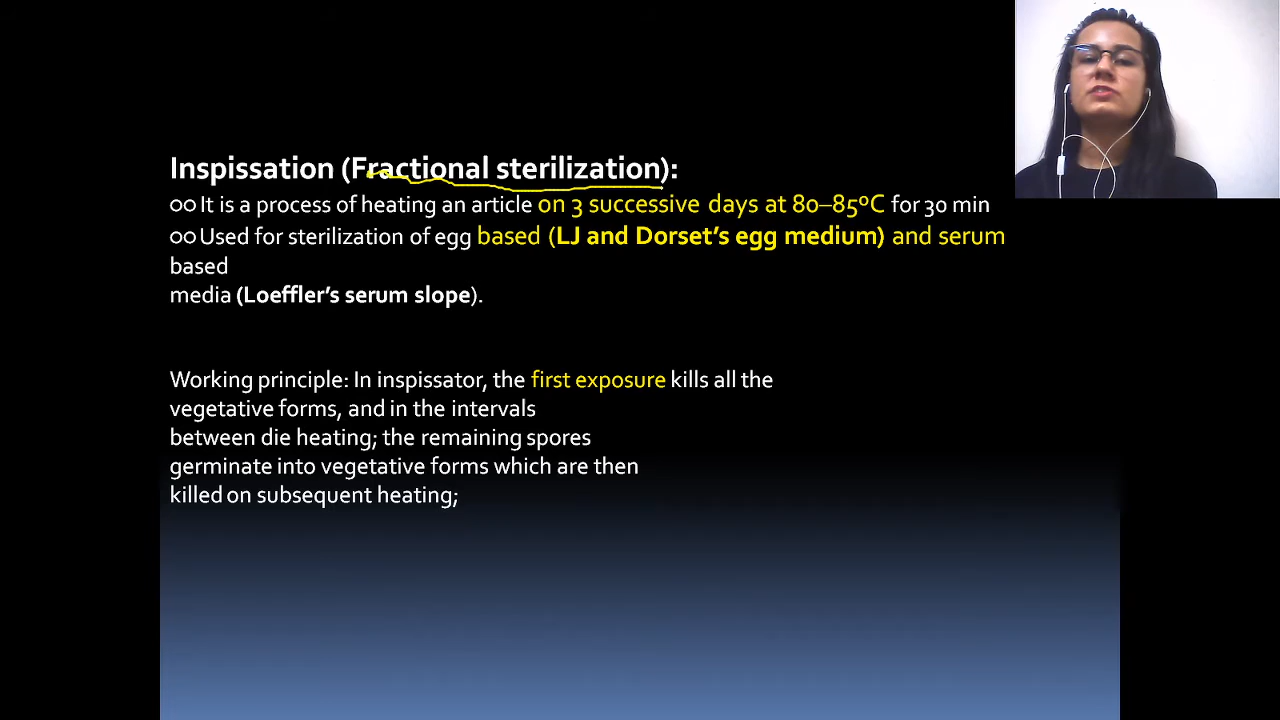 Inspissation (Fractional sterilization):
○○ It is a process of heating an article on 3 successive days at 80–85ºC for 30 min
○○ Used for sterilization of egg based (LJ and Dorset’s egg medium) and serum
based
media (Loeffler’s serum slope).
Working principle: In inspissator, the first exposure kills all the
vegetative forms, and in the intervals
between die heating; the remaining spores
germinate into vegetative forms which are then
killed on subsequent heating;